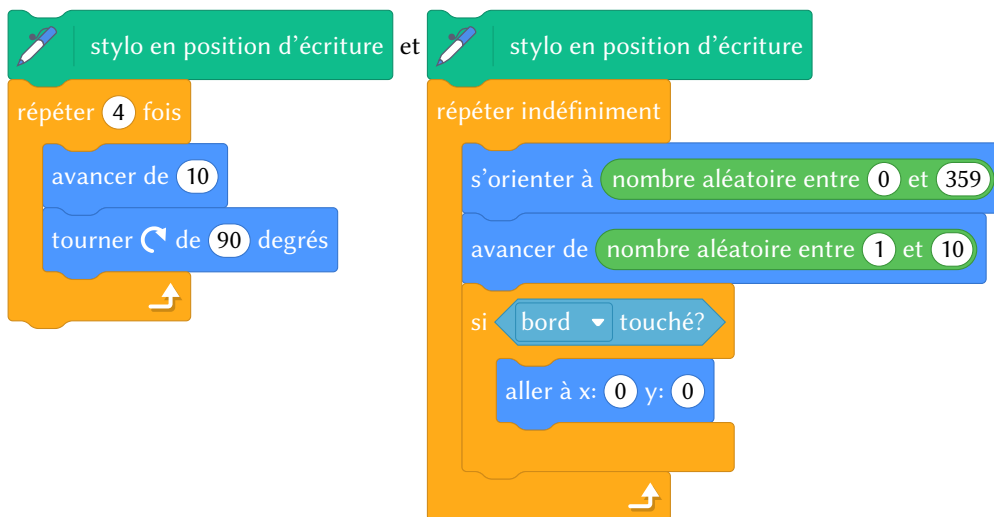 stylo en position d'écriture
répéter 4 fois
avancer de 10
tourner de 90 degrés
et
stylo en position d'écriture
répéter indéfiniment
s'orienter à nombre aléatoire entre 0 et 359
avancer de nombre aléatoire entre 1 et 10
si bord touché?
aller à x: 0 y: 0